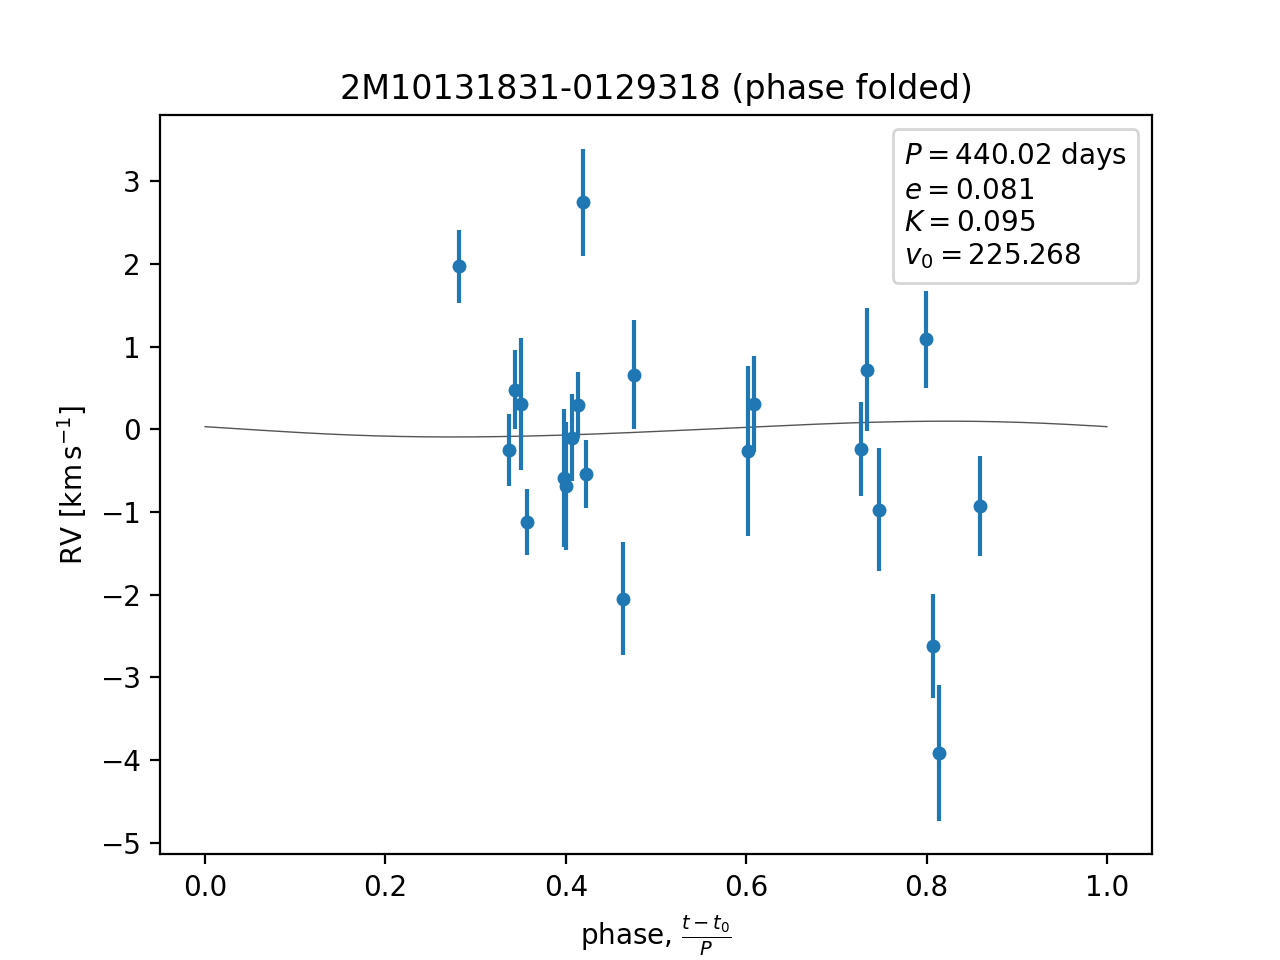 2M10131831-0129318 (phase folded)
P = 440.02 days
e = 0.081
K = 0.095
v₀ = 225.268
3
2
1
0
−1
−2
−3
−4
−5
RV [km s⁻¹]
0.0 0.2 0.4 0.6 0.8 1.0
phase, (t − t₀)/P